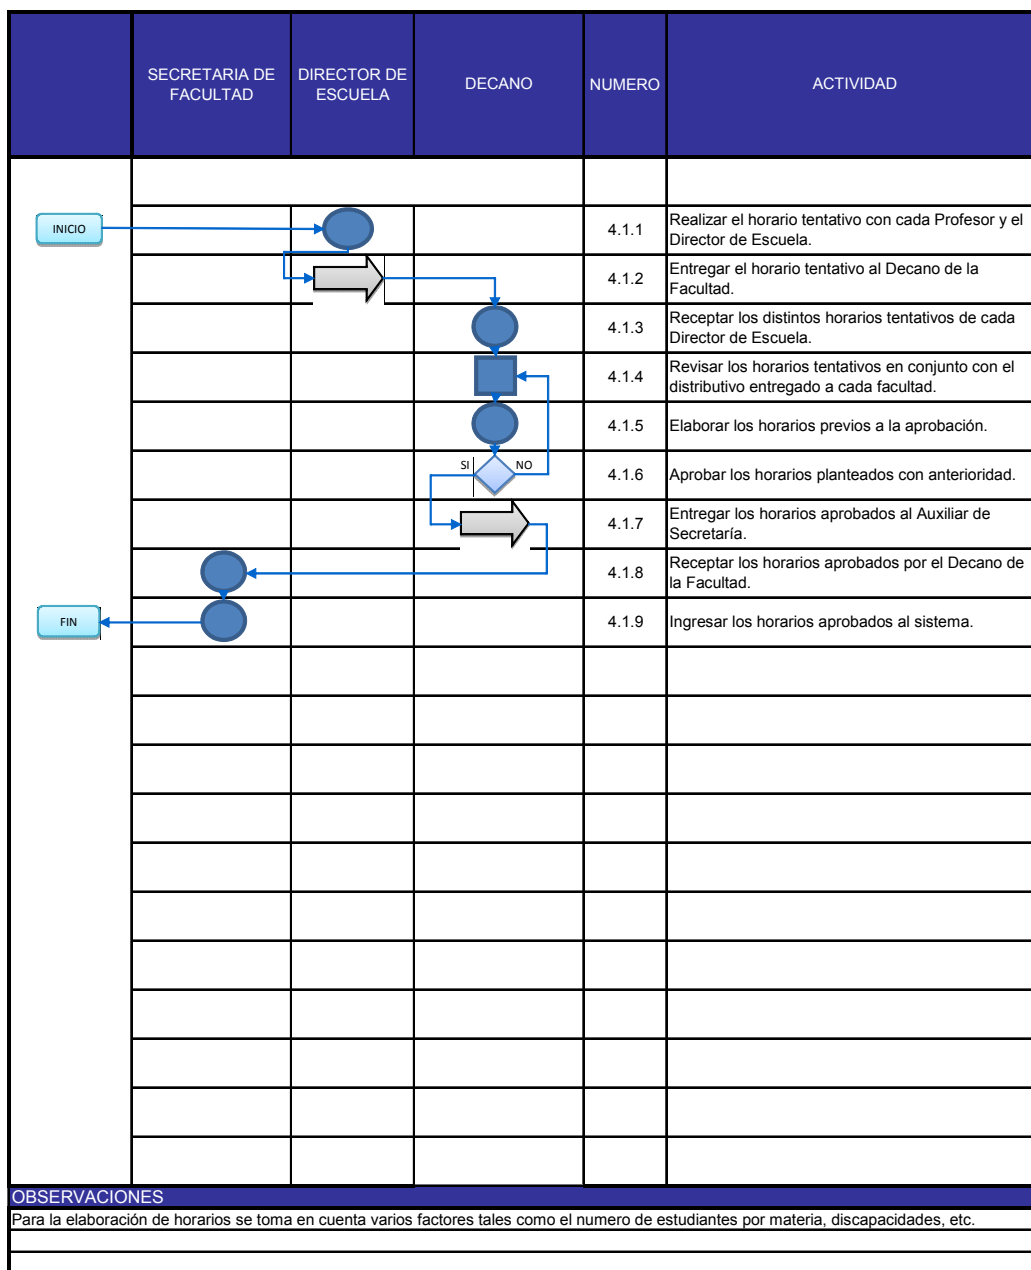 SECRETARIA DE
FACULTAD
DIRECTOR DE
ESCUELA
DECANO
NUMERO
ACTIVIDAD
INICIO
4.1.1
Realizar el horario tentativo con cada Profesor y el
Director de Escuela.
4.1.2
Entregar el horario tentativo al Decano de la
Facultad.
4.1.3
Receptar los distintos horarios tentativos de cada
Director de Escuela.
4.1.4
Revisar los horarios tentativos en conjunto con el
distributivo entregado a cada facultad.
4.1.5
Elaborar los horarios previos a la aprobación.
SI
NO
4.1.6
Aprobar los horarios planteados con anterioridad.
4.1.7
Entregar los horarios aprobados al Auxiliar de
Secretaría.
4.1.8
Receptar los horarios aprobados por el Decano de
la Facultad.
FIN
4.1.9
Ingresar los horarios aprobados al sistema.
OBSERVACIONES
Para la elaboración de horarios se toma en cuenta varios factores tales como el numero de estudiantes por materia, discapacidades, etc.